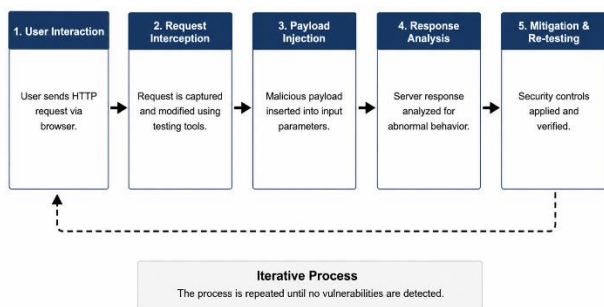 1. User Interaction
User sends HTTP
request via
browser.
2. Request
Interception
Request is captured
and modified using
testing tools.
3. Payload
Injection
Malicious payload
inserted into input
parameters.
4. Response
Analysis
Server response
analyzed for
abnormal behavior.
5. Mitigation &
Re-testing
Security controls
applied and
verified.
Iterative Process
The process is repeated until no vulnerabilities are detected.